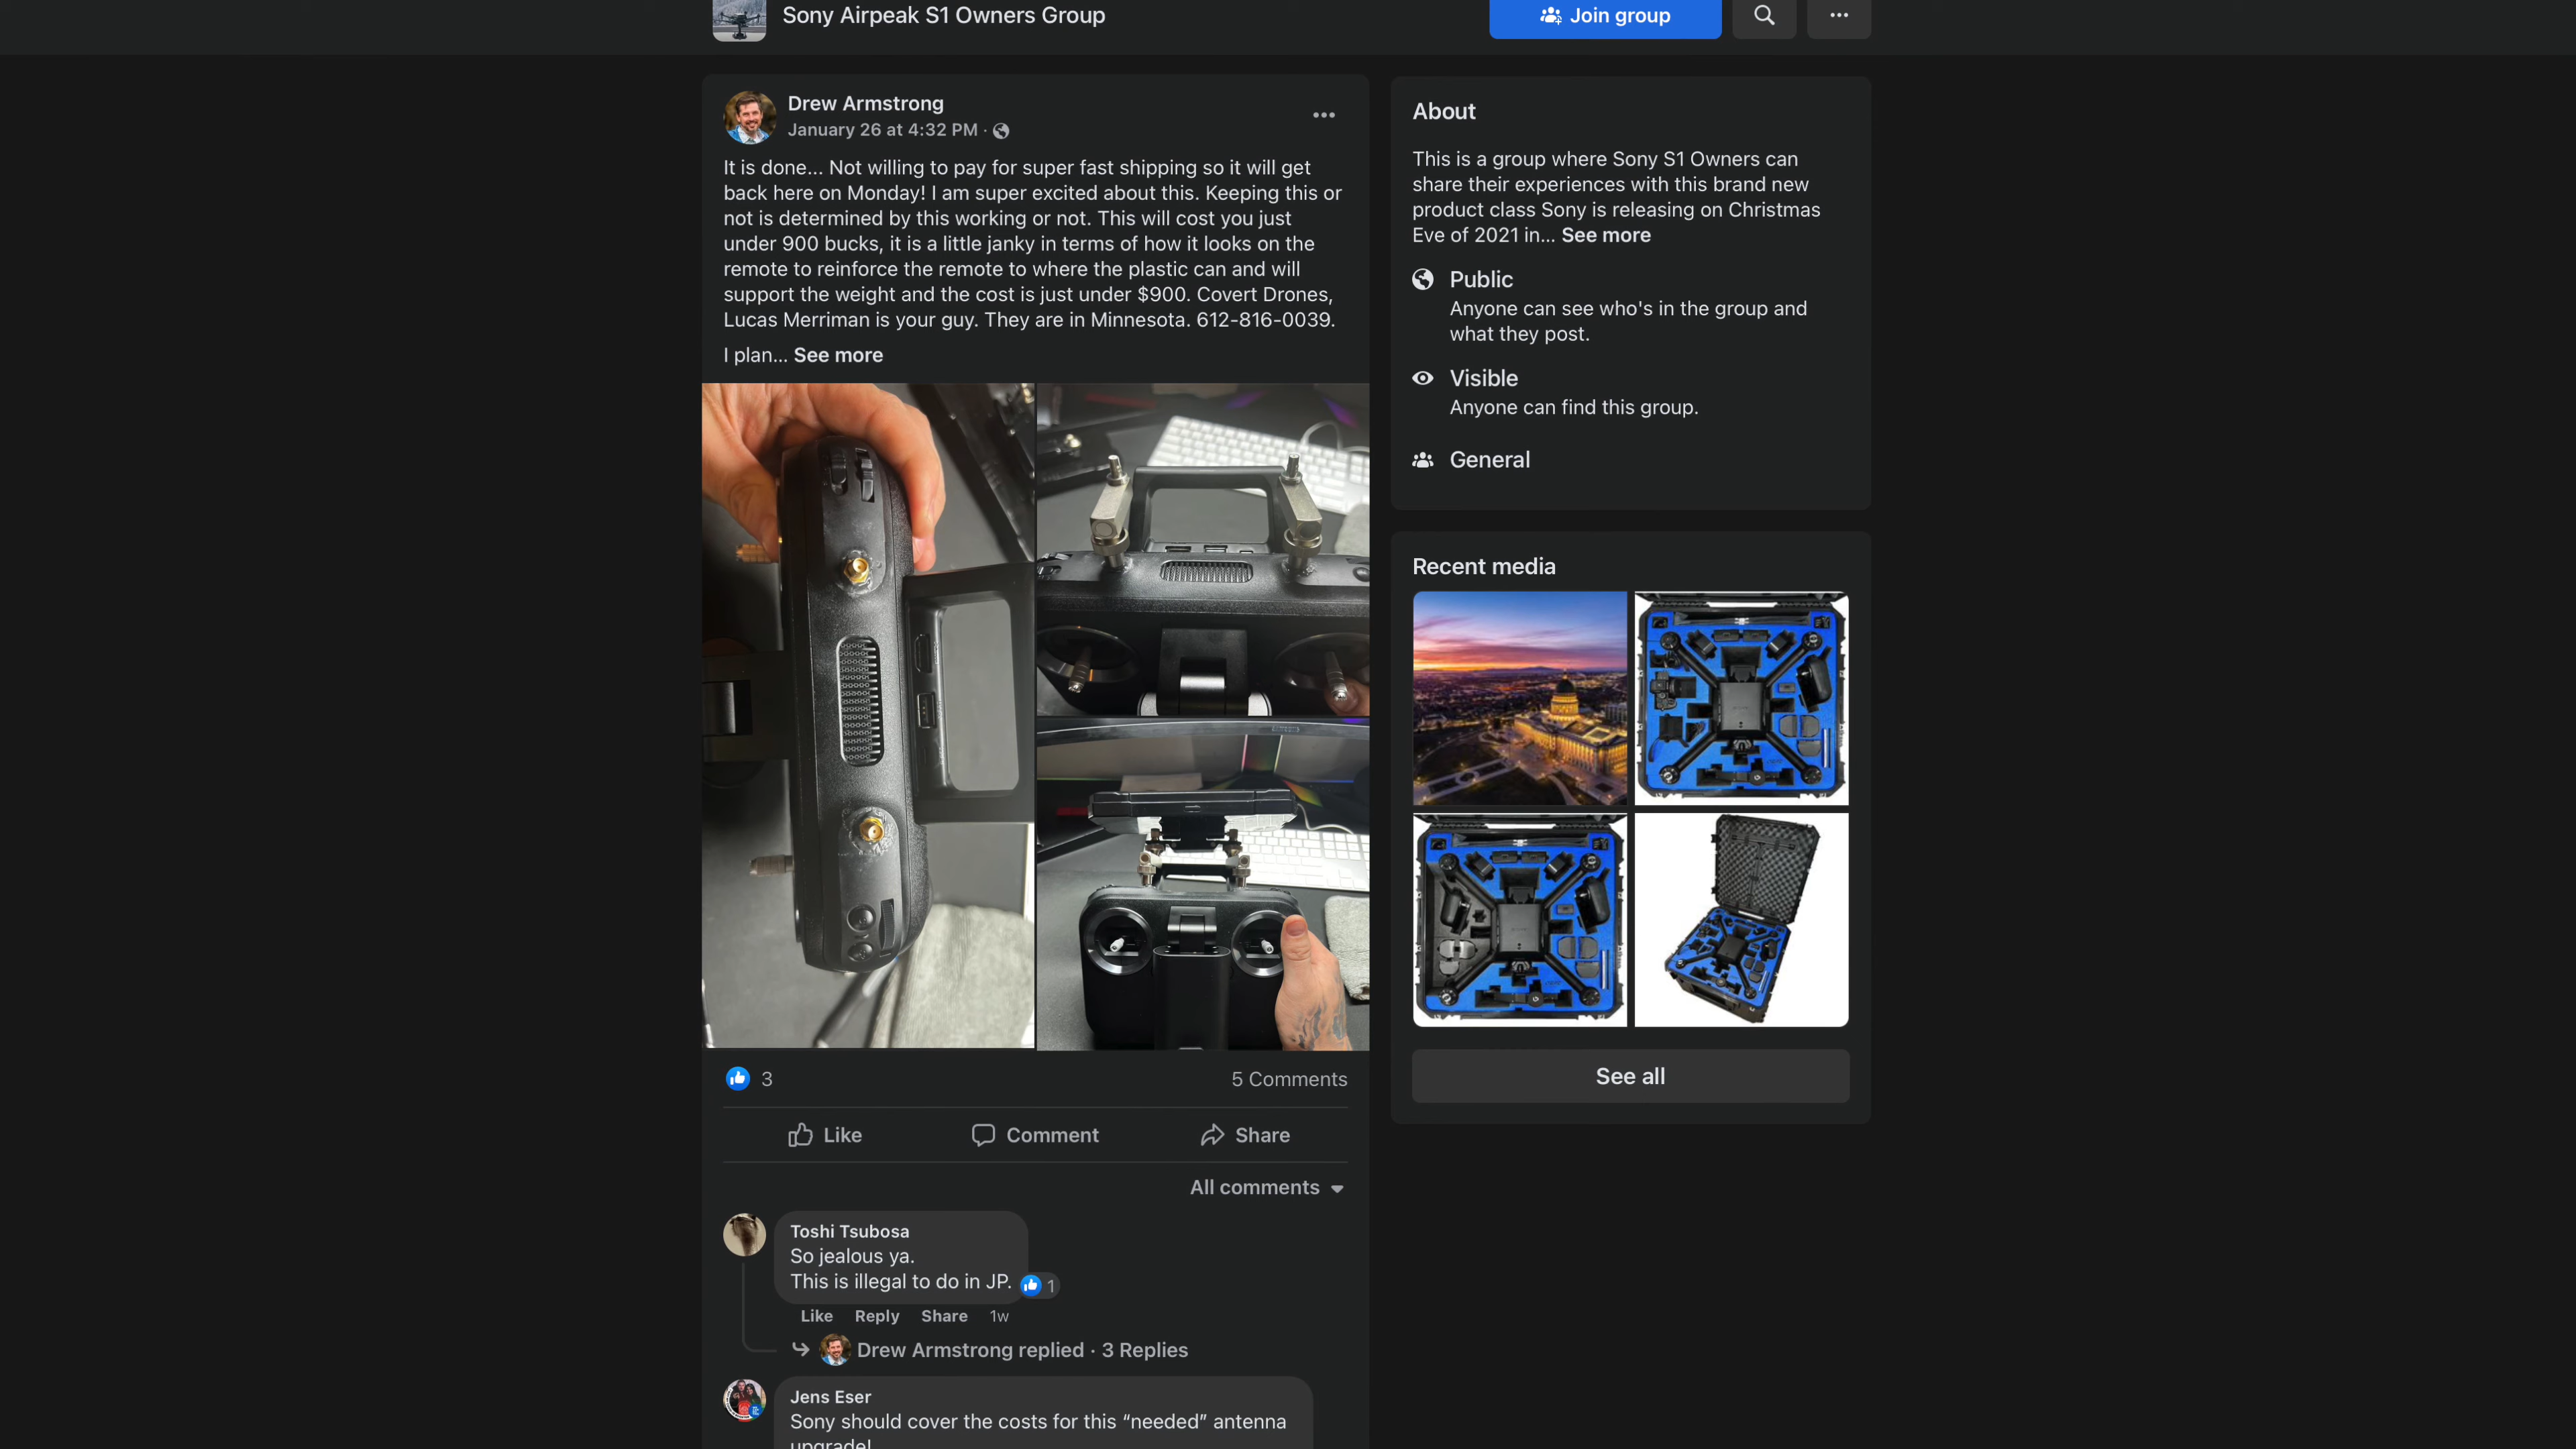 Sony Airpeak S1 Owners Group
Join group
Drew Armstrong
January 26 at 4:32 PM ·
It is done... Not willing to pay for super fast shipping so it will get
back here on Monday! I am super excited about this. Keeping this or
not is determined by this working or not. This will cost you just
under 900 bucks, it is a little janky in terms of how it looks on the
remote to reinforce the remote to where the plastic can and will
support the weight and the cost is just under $900. Covert Drones,
Lucas Merriman is your guy. They are in Minnesota. 612-816-0039.
I plan... See more
3
5 Comments
Like
Comment
Share
All comments
Toshi Tsubosa
So jealous ya.
This is illegal to do in JP.
1
Like Reply Share 1w
Drew Armstrong replied · 3 Replies
Jens Eser
Sony should cover the costs for this “needed” antenna
upgrade!
About
This is a group where Sony S1 Owners can
share their experiences with this brand new
product class Sony is releasing on Christmas
Eve of 2021 in... See more
Public
Anyone can see who's in the group and
what they post.
Visible
Anyone can find this group.
General
Recent media
See all